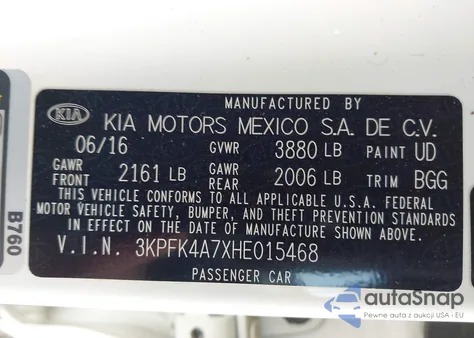 MANUFACTURED BY
KIA KIA MOTORS MEXICO S.A. DE C.V.
06/16 GVWR 3880 LB PAINT UD
GAWR FRONT 2161 LB GAWR REAR 2006 LB TRIM BGG
THIS VEHICLE CONFORMS TO ALL APPLICABLE U.S.A. FEDERAL
MOTOR VEHICLE SAFETY, BUMPER, AND THEFT PREVENTION STANDARDS
IN EFFECT ON THE DATE OF MANUFACTURE SHOWN ABOVE.
V.I.N. 3KPFK4A7XHE015468
PASSENGER CAR
B760
autaSnap
Pewne auta z USA i EU